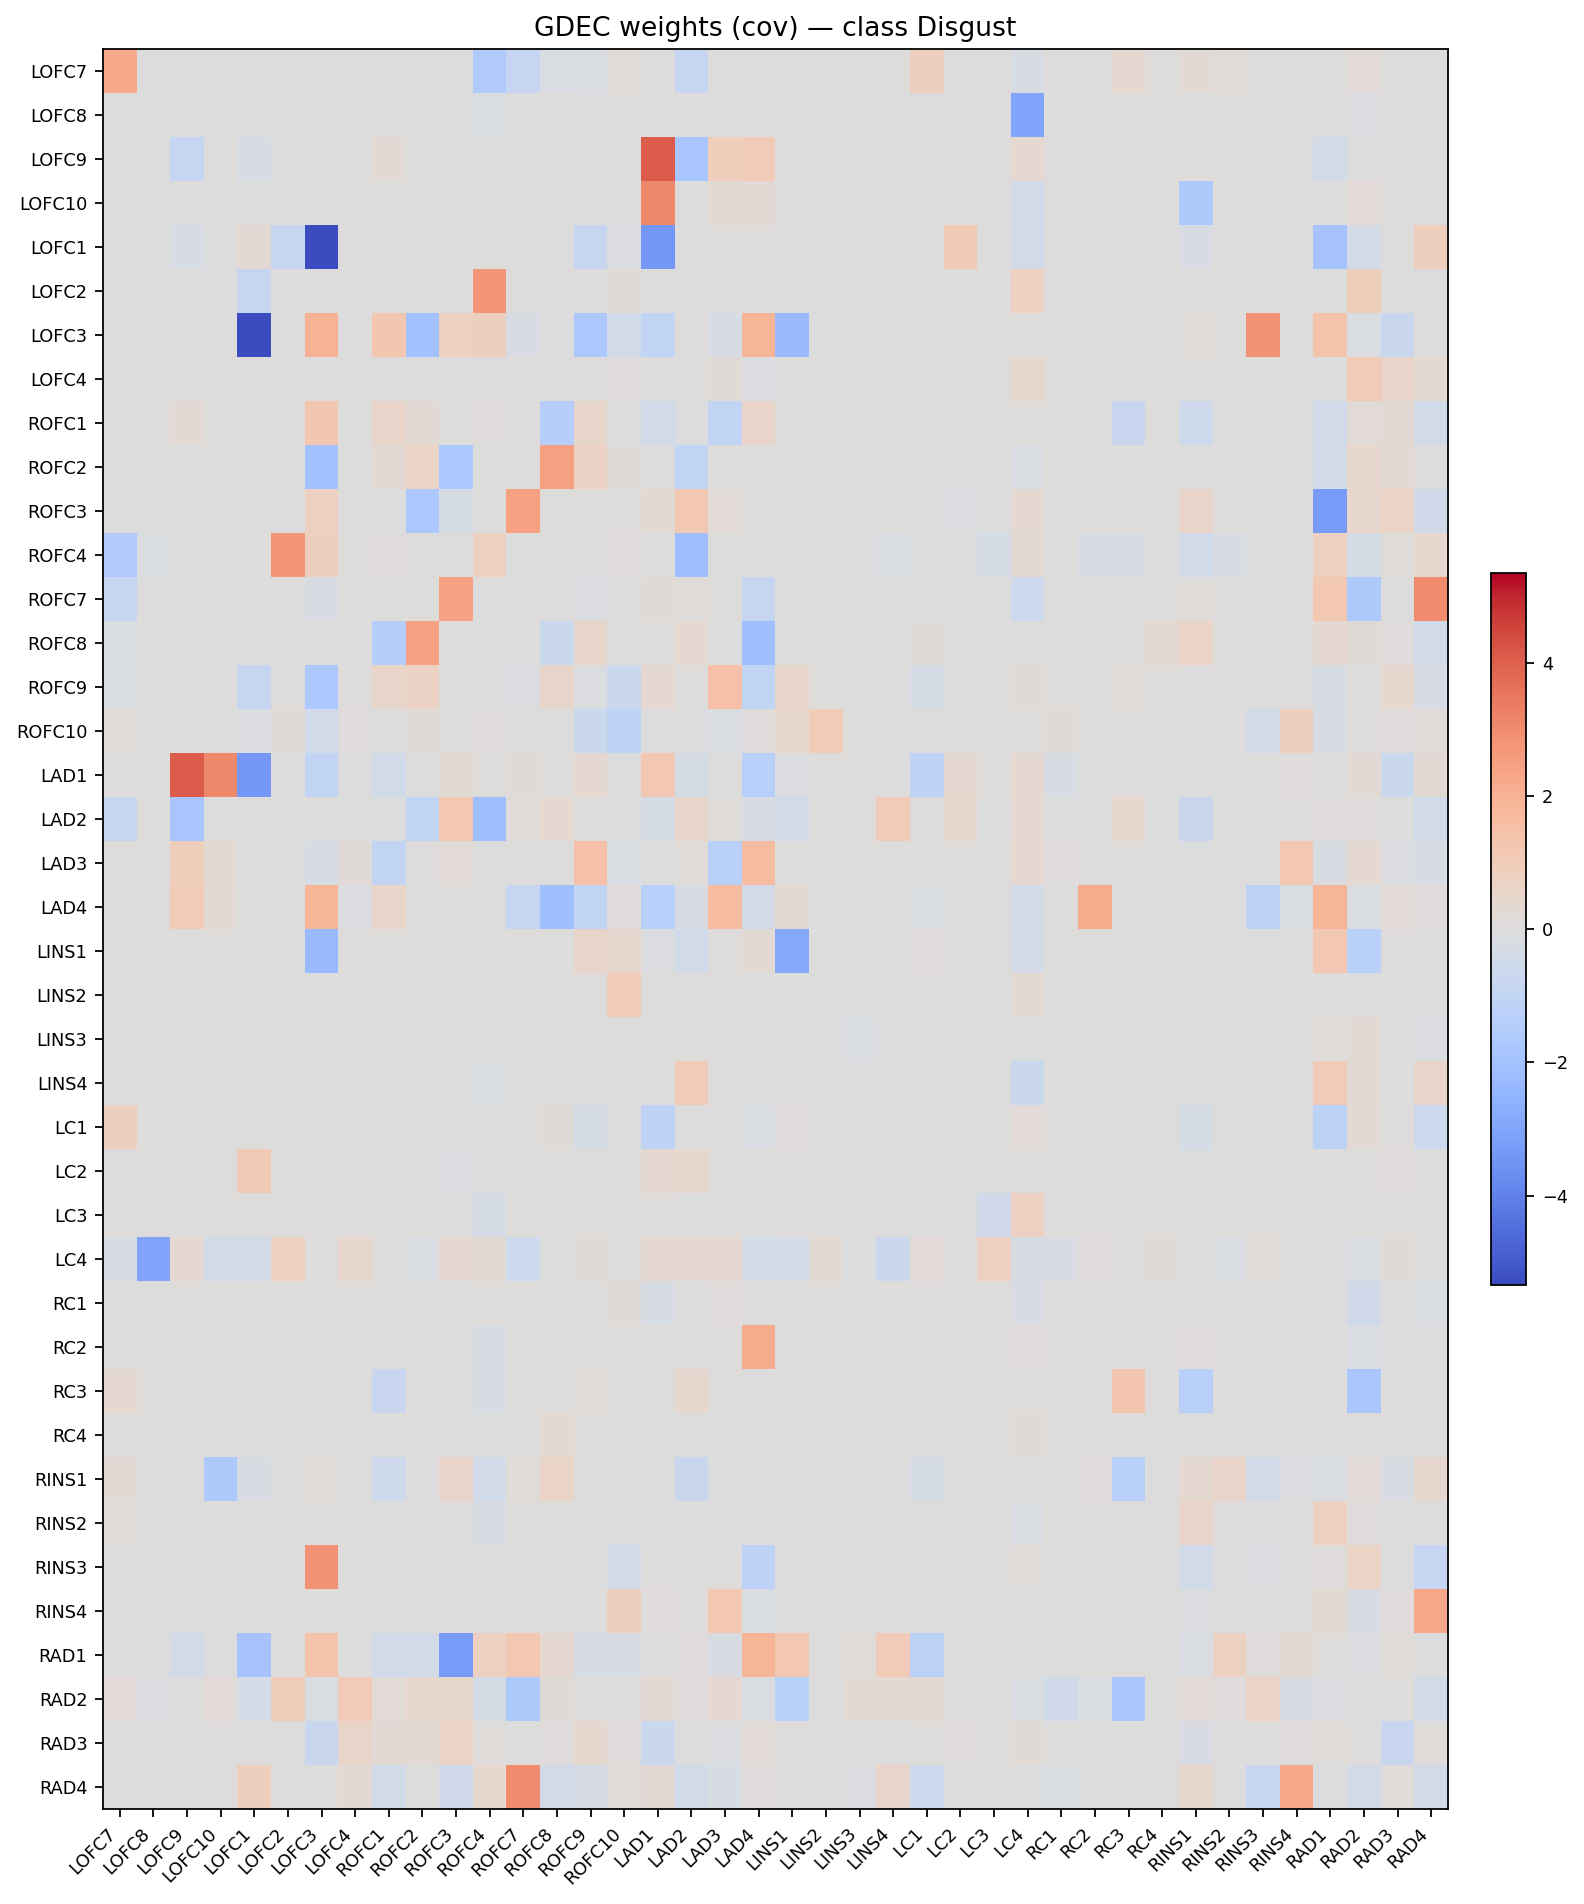 GDEC weights (cov) — class Disgust
LOFC7
LOFC8
LOFC9
LOFC10
LOFC1
LOFC2
LOFC3
LOFC4
ROFC1
ROFC2
ROFC3
ROFC4
ROFC7
ROFC8
ROFC9
ROFC10
LAD1
LAD2
LAD3
LAD4
LINS1
LINS2
LINS3
LINS4
LC1
LC2
LC3
LC4
RC1
RC2
RC3
RC4
RINS1
RINS2
RINS3
RINS4
RAD1
RAD2
RAD3
RAD4
LOFC7 LOFC8 LOFC9 LOFC10 LOFC1 LOFC2 LOFC3 LOFC4 ROFC1 ROFC2 ROFC3 ROFC4 ROFC7 ROFC8 ROFC9 ROFC10 LAD1 LAD2 LAD3 LAD4 LINS1 LINS2 LINS3 LINS4 LC1 LC2 LC3 LC4 RC1 RC2 RC3 RC4 RINS1 RINS2 RINS3 RINS4 RAD1 RAD2 RAD3 RAD4
4
2
0
−2
−4